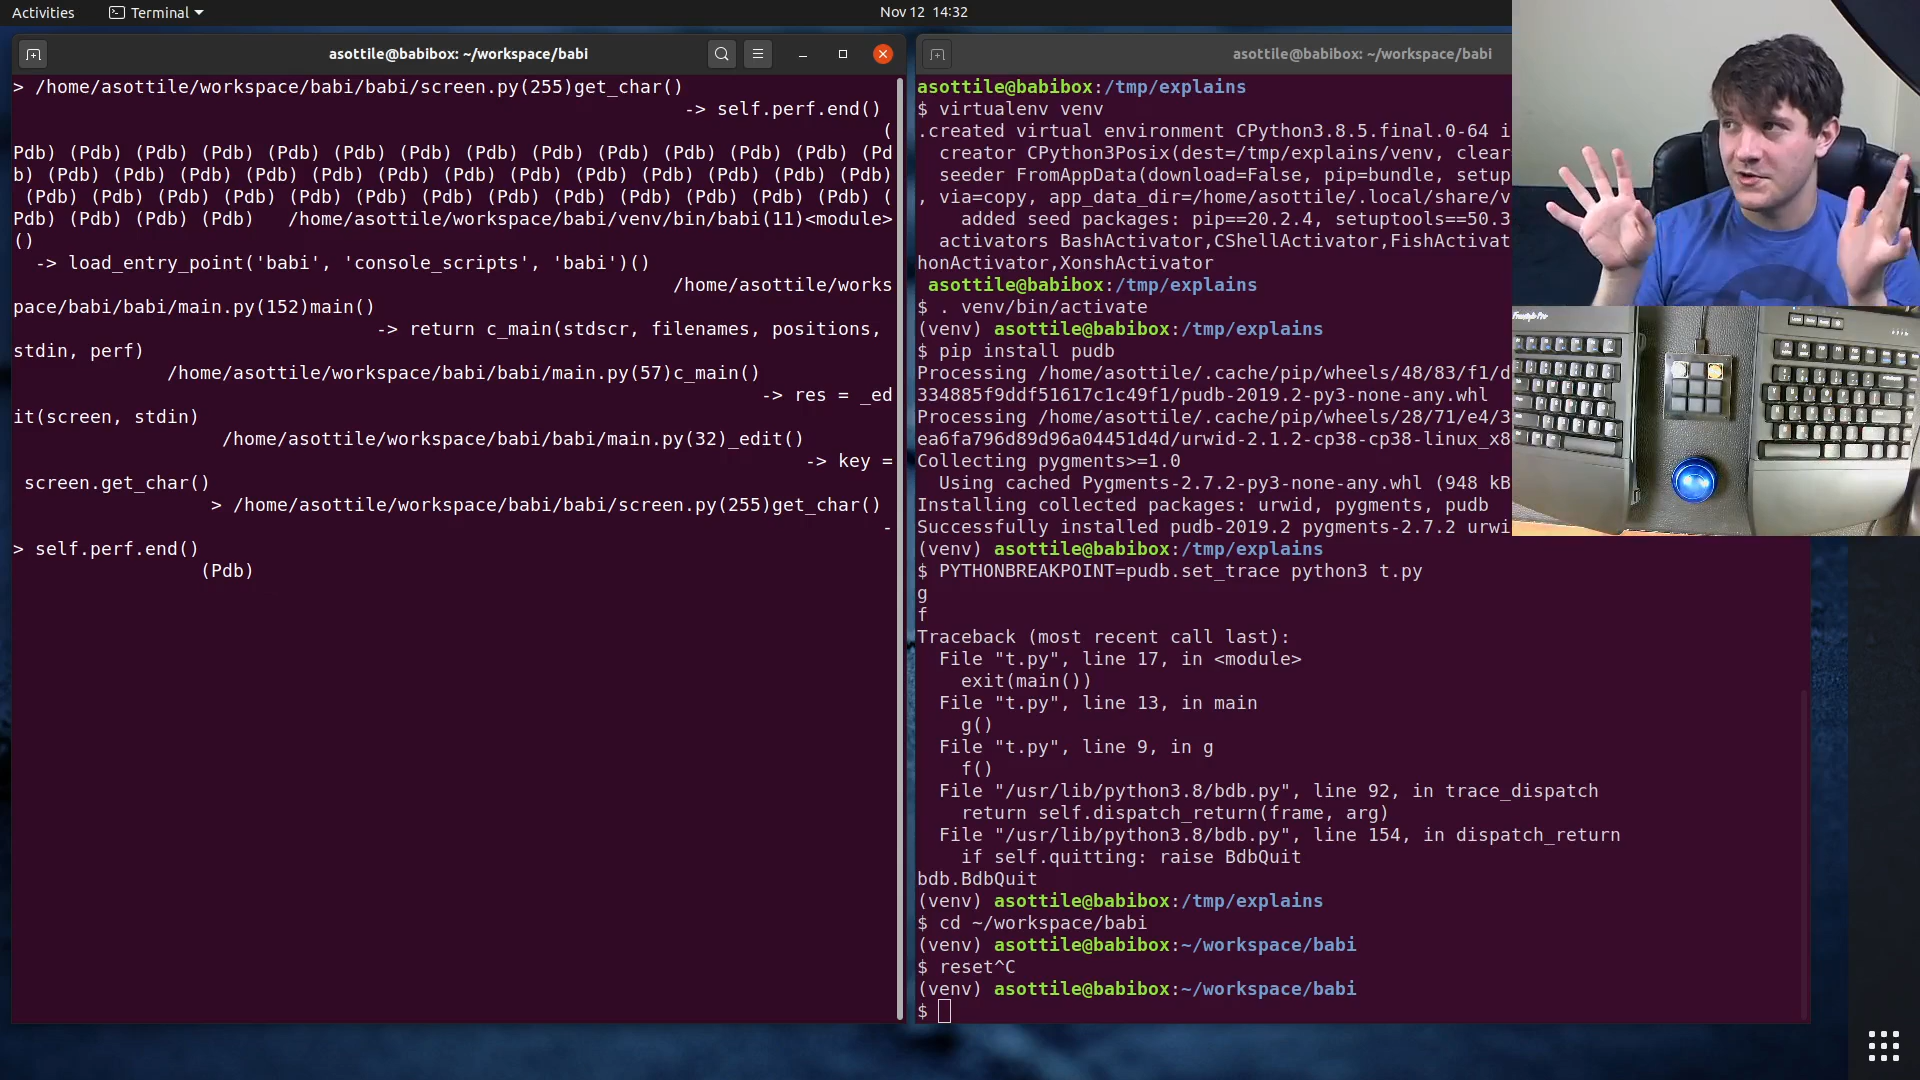 Activities
Terminal
Nov 12 14:32
asottile@babibox: ~/workspace/babi
> /home/asottile/workspace/babi/babi/screen.py(255)get_char()
-> self.perf.end()
(
Pdb) (Pdb) (Pdb) (Pdb) (Pdb) (Pdb) (Pdb) (Pdb) (Pdb) (Pdb) (Pdb) (Pdb) (Pdb) (Pd
b) (Pdb) (Pdb) (Pdb) (Pdb) (Pdb) (Pdb) (Pdb) (Pdb) (Pdb) (Pdb) (Pdb) (Pdb) (Pdb)
(Pdb) (Pdb) (Pdb) (Pdb) (Pdb) (Pdb) (Pdb) (Pdb) (Pdb) (Pdb) (Pdb) (Pdb) (Pdb) (
Pdb) (Pdb) (Pdb) (Pdb)   /home/asottile/workspace/babi/venv/bin/babi(11)<module>
()
-> load_entry_point('babi', 'console_scripts', 'babi')()
/home/asottile/works
pace/babi/babi/main.py(152)main()
-> return c_main(stdscr, filenames, positions,
stdin, perf)
/home/asottile/workspace/babi/babi/main.py(57)c_main()
-> res = _ed
it(screen, stdin)
/home/asottile/workspace/babi/babi/main.py(32)_edit()
-> key =
screen.get_char()
> /home/asottile/workspace/babi/babi/screen.py(255)get_char()
-
> self.perf.end()
(Pdb)
asottile@babibox: ~/workspace/babi
asottile@babibox:/tmp/explains
$ virtualenv venv
.created virtual environment CPython3.8.5.final.0-64 i
creator CPython3Posix(dest=/tmp/explains/venv, clear
seeder FromAppData(download=False, pip=bundle, setup
, via=copy, app_data_dir=/home/asottile/.local/share/v
added seed packages: pip==20.2.4, setuptools==50.3
activators BashActivator,CShellActivator,FishActivat
honActivator,XonshActivator
asottile@babibox:/tmp/explains
$ . venv/bin/activate
(venv) asottile@babibox:/tmp/explains
$ pip install pudb
Processing /home/asottile/.cache/pip/wheels/48/83/f1/d
334885f9ddf51617c1c49f1/pudb-2019.2-py3-none-any.whl
Processing /home/asottile/.cache/pip/wheels/28/71/e4/3
ea6fa796d89d96a04451d4d/urwid-2.1.2-cp38-cp38-linux_x8
Collecting pygments>=1.0
Using cached Pygments-2.7.2-py3-none-any.whl (948 kB
Installing collected packages: urwid, pygments, pudb
Successfully installed pudb-2019.2 pygments-2.7.2 urwi
(venv) asottile@babibox:/tmp/explains
$ PYTHONBREAKPOINT=pudb.set_trace python3 t.py
g
f
Traceback (most recent call last):
File "t.py", line 17, in <module>
exit(main())
File "t.py", line 13, in main
g()
File "t.py", line 9, in g
f()
File "/usr/lib/python3.8/bdb.py", line 92, in trace_dispatch
return self.dispatch_return(frame, arg)
File "/usr/lib/python3.8/bdb.py", line 154, in dispatch_return
if self.quitting: raise BdbQuit
bdb.BdbQuit
(venv) asottile@babibox:/tmp/explains
$ cd ~/workspace/babi
(venv) asottile@babibox:~/workspace/babi
$ reset^C
(venv) asottile@babibox:~/workspace/babi
$
Freestyle Pro